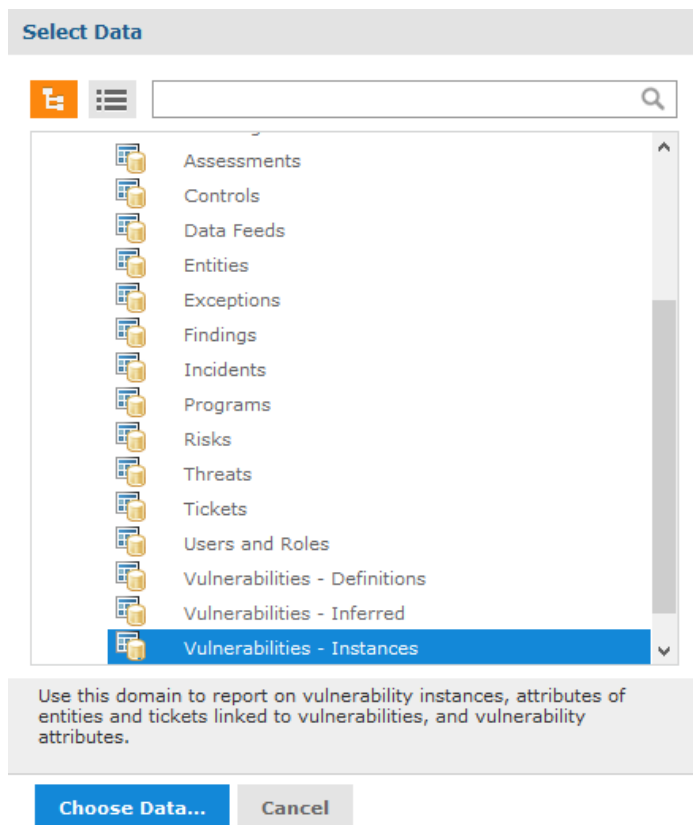 Select Data
Assessments
Controls
Data Feeds
Entities
Exceptions
Findings
Incidents
Programs
Risks
Threats
Tickets
Users and Roles
Vulnerabilities - Definitions
Vulnerabilities - Inferred
Vulnerabilities - Instances
Use this domain to report on vulnerability instances, attributes of
entities and tickets linked to vulnerabilities, and vulnerability
attributes.
Choose Data... Cancel